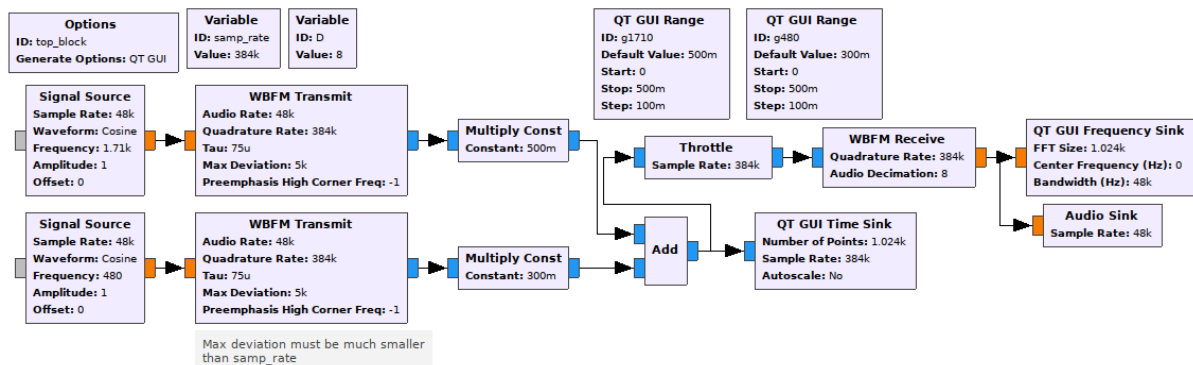 Options
ID: top_block
Generate Options: QT GUI
Variable
ID: samp_rate
Value: 384k
Variable
ID: D
Value: 8
QT GUI Range
ID: g1710
Default Value: 500m
Start: 0
Stop: 500m
Step: 100m
QT GUI Range
ID: g480
Default Value: 300m
Start: 0
Stop: 500m
Step: 100m
Signal Source
Sample Rate: 48k
Waveform: Cosine
Frequency: 1.71k
Amplitude: 1
Offset: 0
WBFM Transmit
Audio Rate: 48k
Quadrature Rate: 384k
Tau: 75u
Max Deviation: 5k
Preemphasis High Corner Freq: -1
Multiply Const
Constant: 500m
Throttle
Sample Rate: 384k
WBFM Receive
Quadrature Rate: 384k
Audio Decimation: 8
QT GUI Frequency Sink
FFT Size: 1.024k
Center Frequency (Hz): 0
Bandwidth (Hz): 48k
Audio Sink
Sample Rate: 48k
Signal Source
Sample Rate: 48k
Waveform: Cosine
Frequency: 480
Amplitude: 1
Offset: 0
WBFM Transmit
Audio Rate: 48k
Quadrature Rate: 384k
Tau: 75u
Max Deviation: 5k
Preemphasis High Corner Freq: -1
Multiply Const
Constant: 300m
Add
QT GUI Time Sink
Number of Points: 1.024k
Sample Rate: 384k
Autoscale: No
Max deviation must be much smaller
than samp_rate